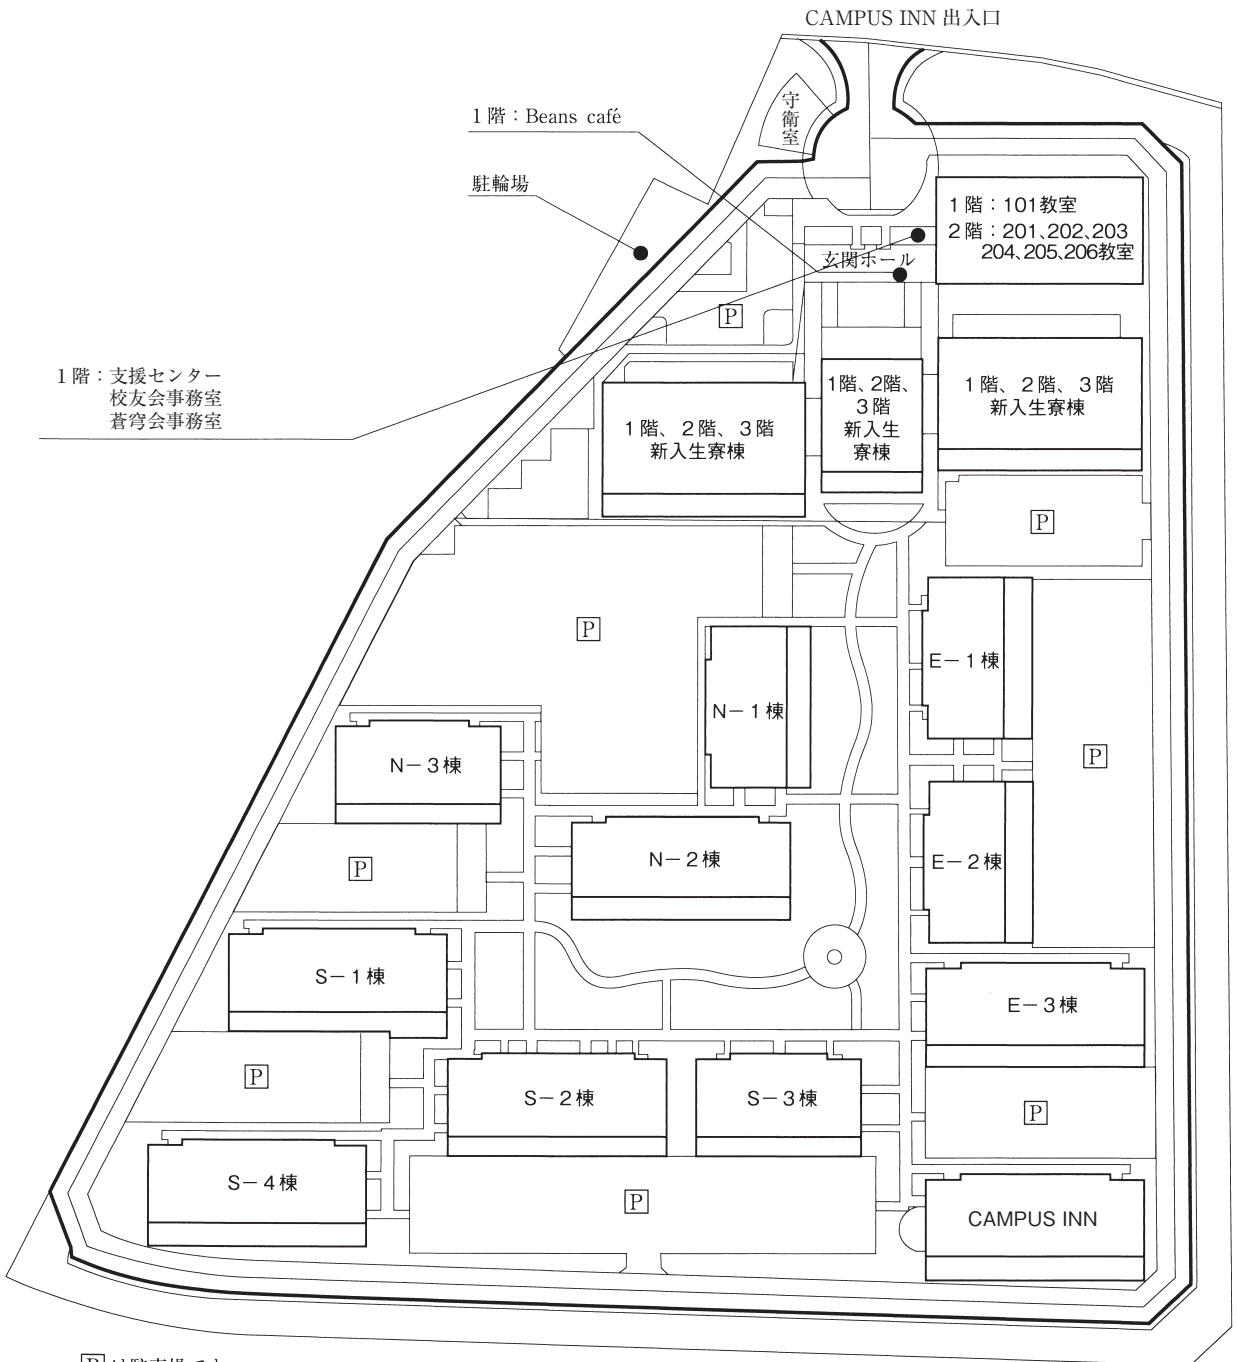 CAMPUS INN 出入口
守衛室
1階：Beans café
駐輪場
1階：101教室
2階：201、202、203
204、205、206教室
玄関ホール
P
1階：支援センター
校友会事務室
蒼穹会事務室
1階、2階、3階
新入生寮棟
1階、2階、
3階
新入生
寮棟
1階、2階、3階
新入生寮棟
P
P
E－1棟
N－1棟
P
N－3棟
N－2棟
E－2棟
P
S－1棟
E－3棟
P
S－2棟
S－3棟
P
S－4棟
P
CAMPUS INN
P は駐車場です